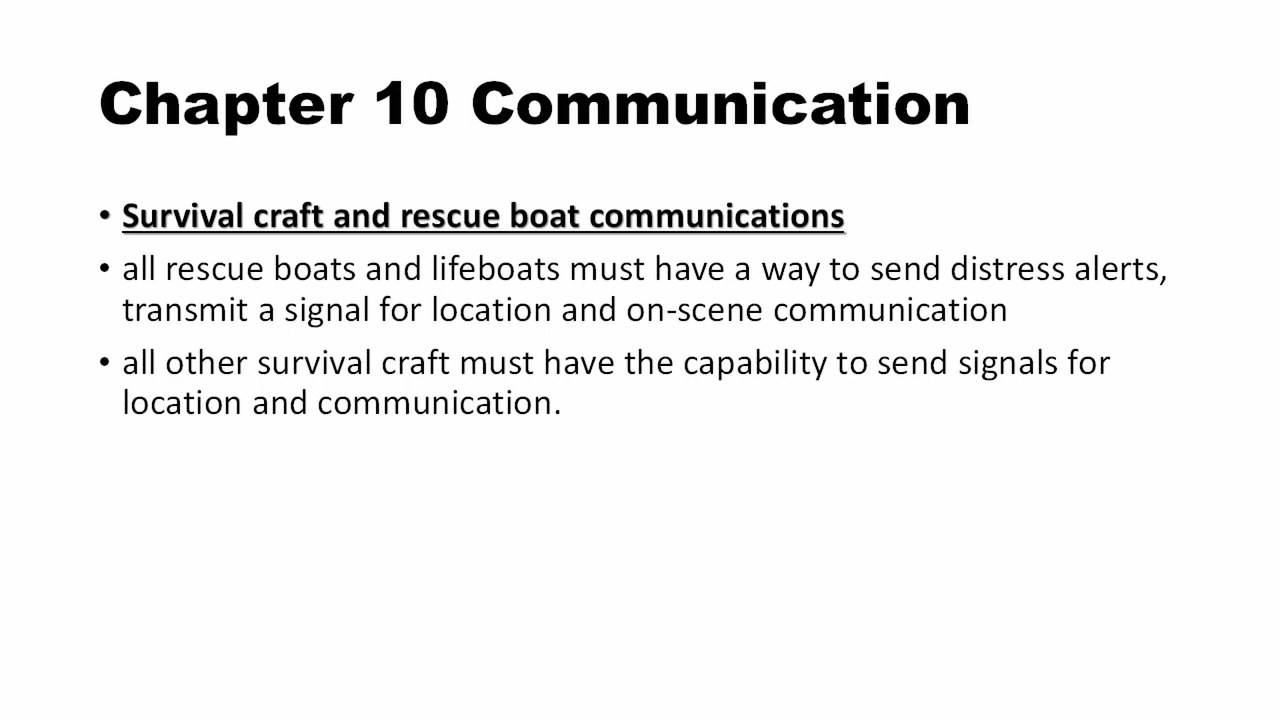 Chapter 10 Communication
• Survival craft and rescue boat communications
• all rescue boats and lifeboats must have a way to send distress alerts,
transmit a signal for location and on-scene communication
• all other survival craft must have the capability to send signals for
location and communication.